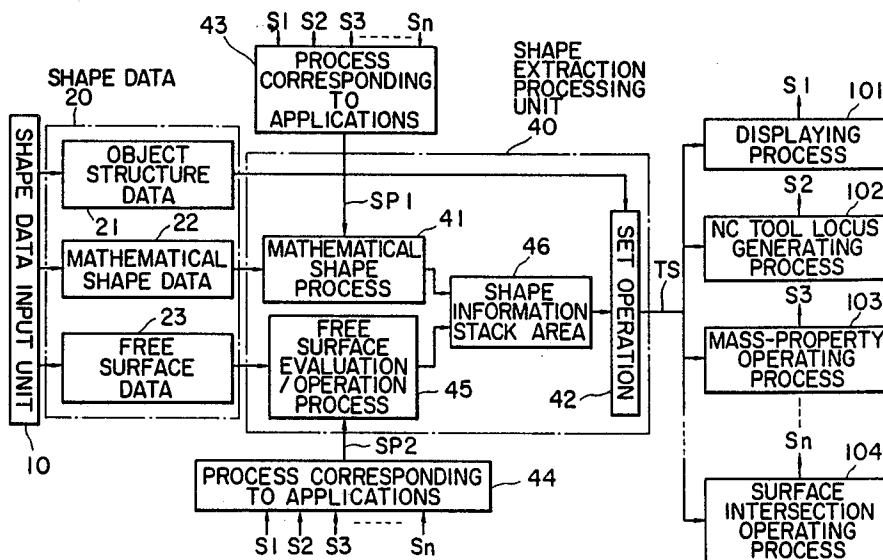 S1 S2 S3 Sn
43
PROCESS
CORRESPONDING
TO
APPLICATIONS
SHAPE
EXTRACTION
PROCESSING
UNIT
40
SHAPE DATA
20
SHAPE DATA INPUT UNIT
10
OBJECT
STRUCTURE
DATA
21
22
MATHEMATICAL
SHAPE DATA
23
FREE
SURFACE
DATA
SP1
41
MATHEMATICAL
SHAPE
PROCESS
FREE
SURFACE
EVALUATION
/OPERATION
PROCESS
45
46
SHAPE
INFORMATION
STACK AREA
SET OPERATION
42
TS
SP2
PROCESS CORRESPONDING
TO APPLICATIONS
44
S1 S2 S3 Sn
S1
101
DISPLAYING
PROCESS
S2
102
NC TOOL LOCUS
GENERATING
PROCESS
S3
103
MASS-PROPERTY
OPERATING
PROCESS
Sn
104
SURFACE
INTERSECTION
OPERATING
PROCESS